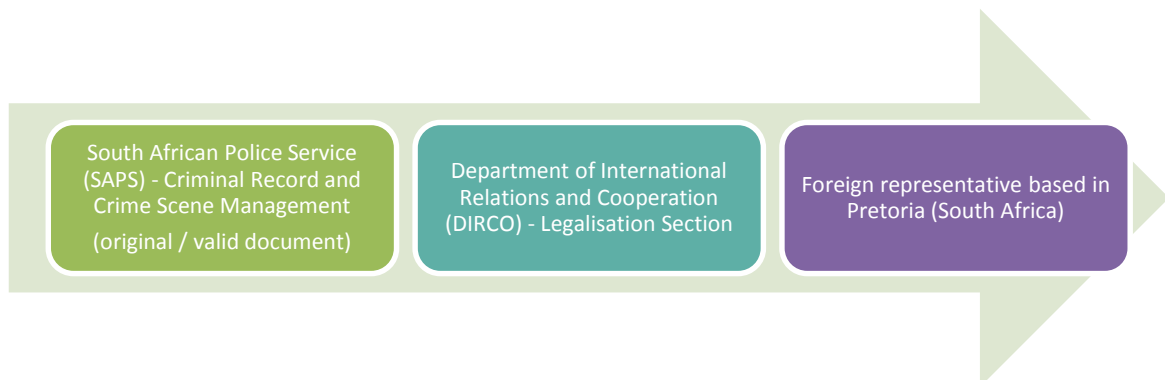 South African Police Service
(SAPS) - Criminal Record and
Crime Scene Management
(original / valid document)
Department of International
Relations and Cooperation
(DIRCO) - Legalisation Section
Foreign representative based in
Pretoria (South Africa)